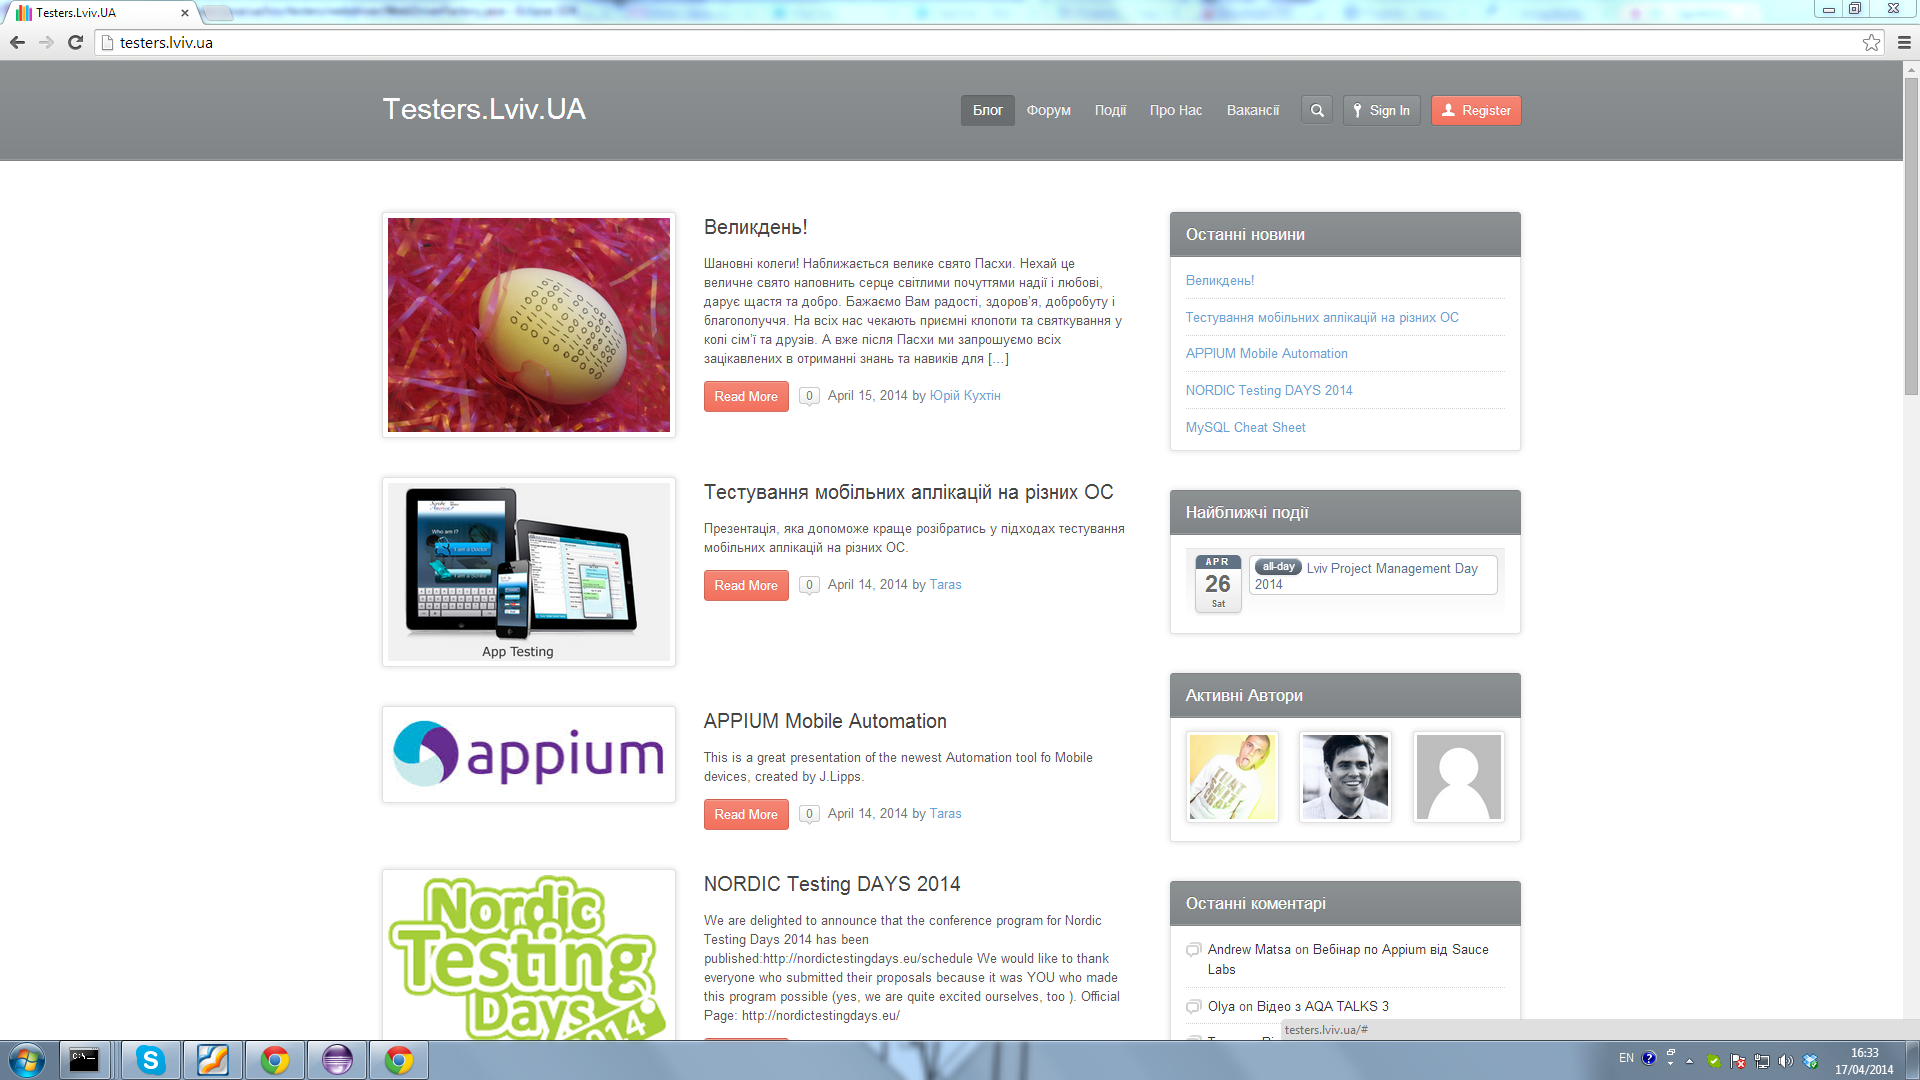 Testers.Lviv.UA
testers.lviv.ua
Testers.Lviv.UA
Блог
Форум
Події
Про Нас
Вакансії
Sign In
Register
Великдень!
Шановні колеги! Наближається велике свято Пасхи. Нехай це
величне свято наповнить серце світлими почуттями надії і любові,
дарує щастя та добро. Бажаємо Вам радості, здоров'я, добробуту і
благополуччя. На всіх нас чекають приємні клопоти та святкування у
колі сім'ї та друзів. А вже після Пасхи ми запрошуємо всіх
зацікавлених в отриманні знань та навиків для […]
Read More
0
April 15, 2014 by Юрій Кухтін
App Testing
Тестування мобільних аплікацій на різних ОС
Презентація, яка допоможе краще розібратись у підходах тестування
мобільних аплікацій на різних ОС.
Read More
0
April 14, 2014 by Taras
appium
APPIUM Mobile Automation
This is a great presentation of the newest Automation tool fo Mobile
devices, created by J.Lipps.
Read More
0
April 14, 2014 by Taras
Nordic
Testing
Days
2014
NORDIC Testing DAYS 2014
We are delighted to announce that the conference program for Nordic
Testing Days 2014 has been
published:http://nordictestingdays.eu/schedule We would like to thank
everyone who submitted their proposals because it was YOU who made
this program possible (yes, we are quite excited ourselves, too ). Official
Page: http://nordictestingdays.eu/
Останні новини
Великдень!
Тестування мобільних аплікацій на різних ОС
APPIUM Mobile Automation
NORDIC Testing DAYS 2014
MySQL Cheat Sheet
Найближчі події
APR
26
Sat
all-day Lviv Project Management Day
2014
Активні Автори
Останні коментарі
Andrew Matsa on Вебінар по Appium від Sauce
Labs
Olya on Відео з AQA TALKS 3
testers.lviv.ua/#
EN
16:33
17/04/2014